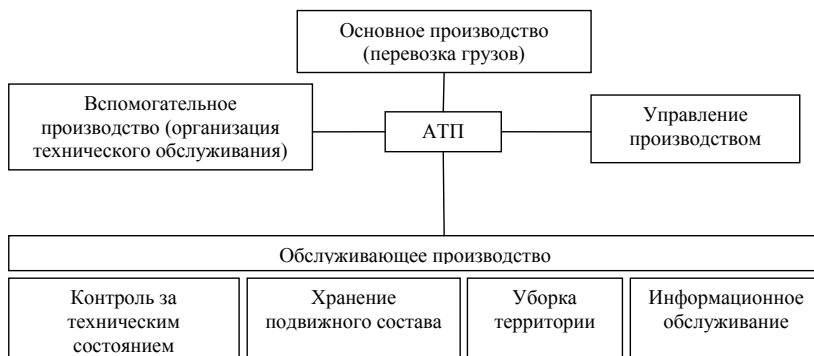 Основное производство
(перевозка грузов)
Вспомогательное
производство (организация
технического обслуживания)
АТП
Управление
производством
Обслуживающее производство
Контроль за
техническим
состоянием
Хранение
подвижного состава
Уборка
территории
Информационное
обслуживание